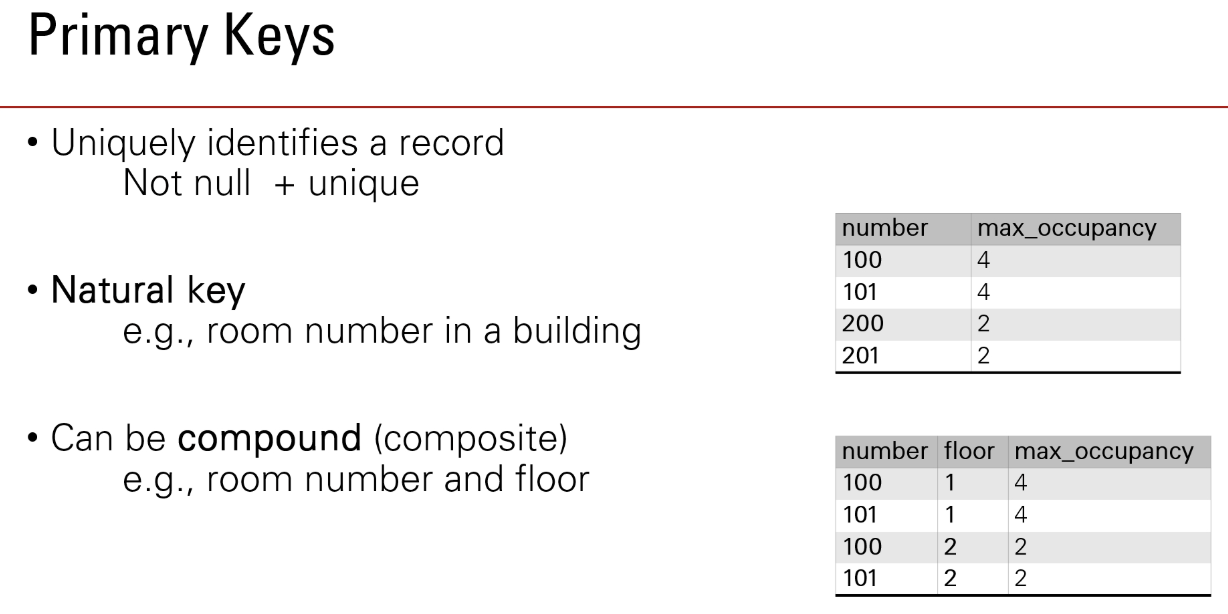 Primary Keys
• Uniquely identifies a record
Not null + unique
• Natural key
e.g., room number in a building
• Can be compound (composite)
e.g., room number and floor
number max_occupancy
100 4
101 4
200 2
201 2
number floor max_occupancy
100 1 4
101 1 4
100 2 2
101 2 2